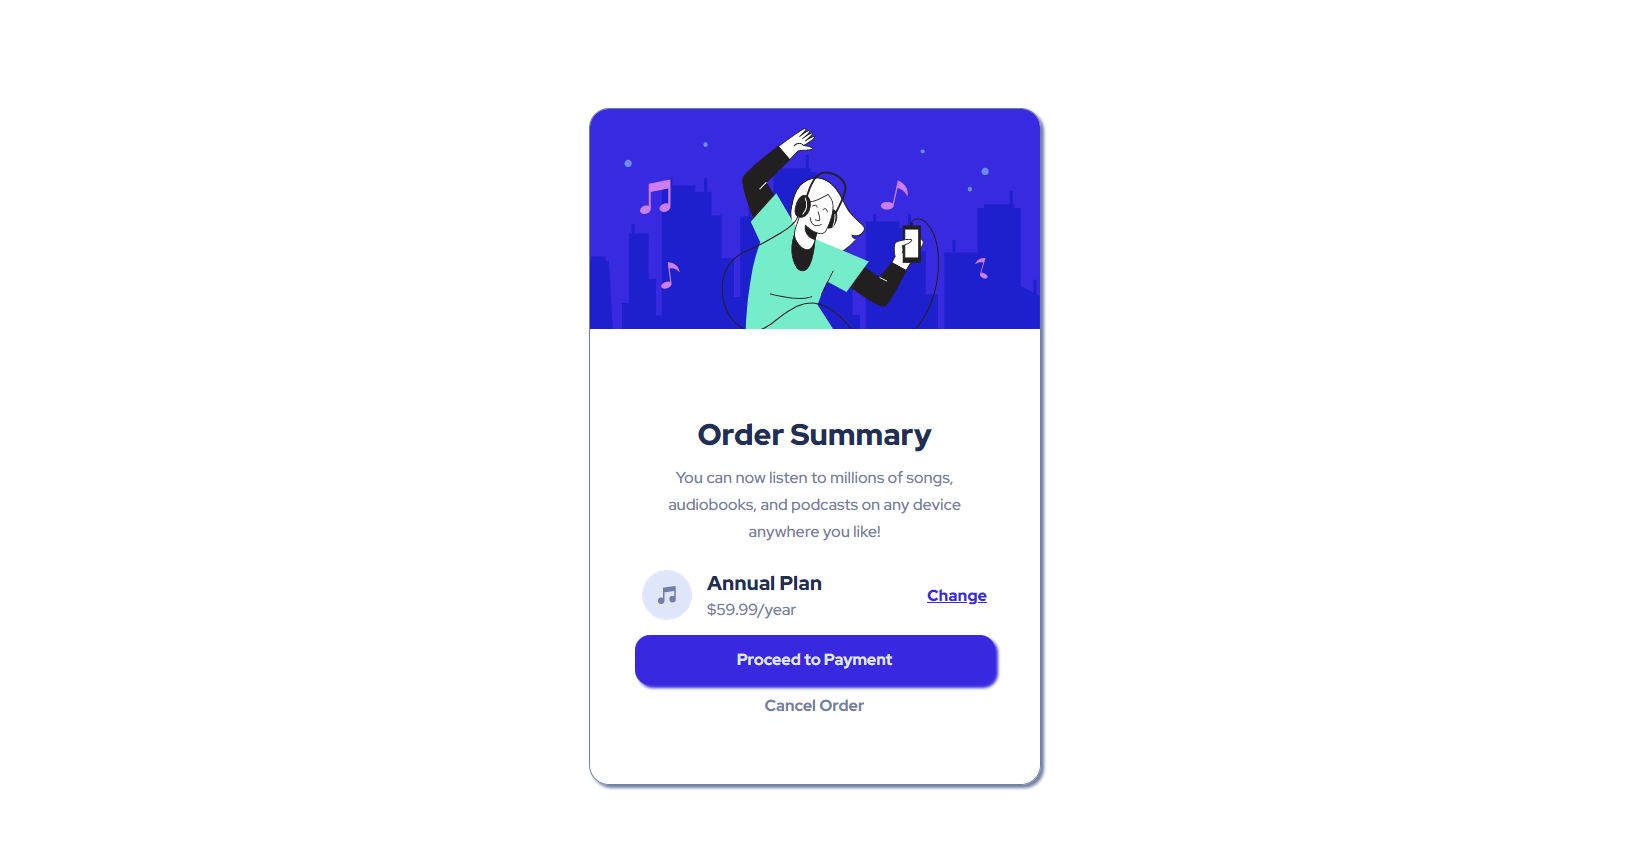 Order Summary
You can now listen to millions of songs,
audiobooks, and podcasts on any device
anywhere you like!
Annual Plan
$59.99/year
Change
Proceed to Payment
Cancel Order